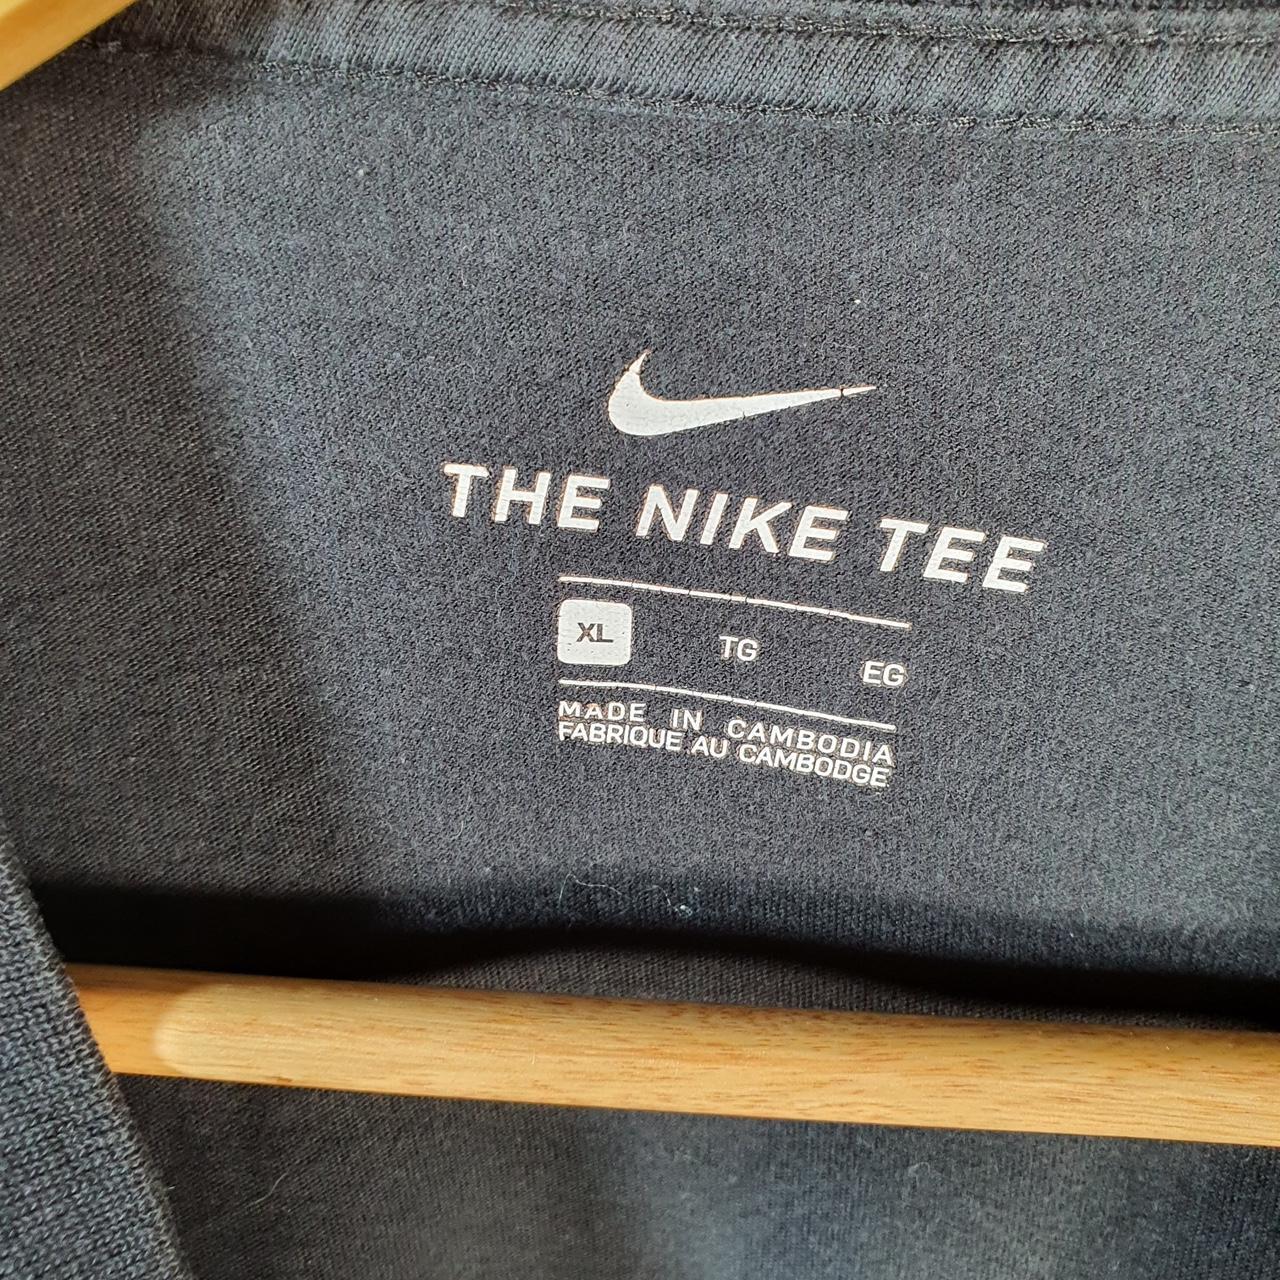 THE NIKE TEE
XL TG EG
MADE IN CAMBODIA
FABRIQUE AU CAMBODGE